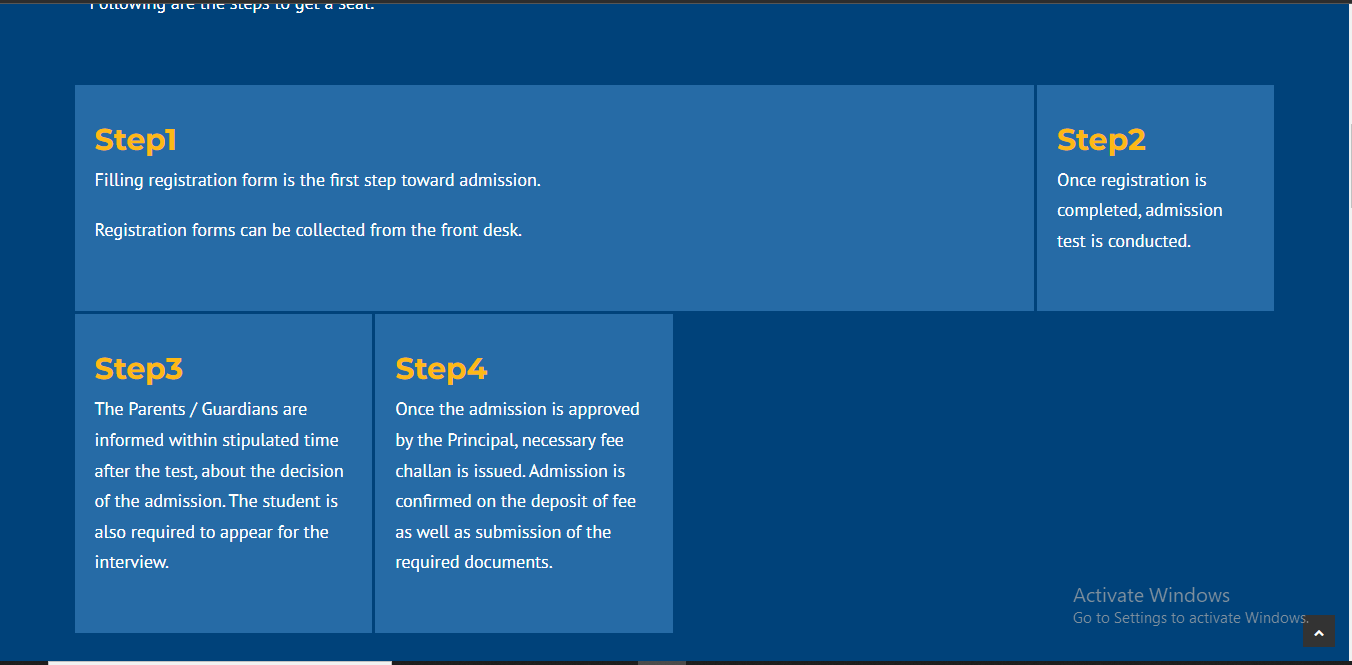 Following are the steps to get a seat.
Step1
Filling registration form is the first step toward admission.
Registration forms can be collected from the front desk.
Step2
Once registration is
completed, admission
test is conducted.
Step3
The Parents / Guardians are
informed within stipulated time
after the test, about the decision
of the admission. The student is
also required to appear for the
interview.
Step4
Once the admission is approved
by the Principal, necessary fee
challan is issued. Admission is
confirmed on the deposit of fee
as well as submission of the
required documents.
Activate Windows
Go to Settings to activate Windows.